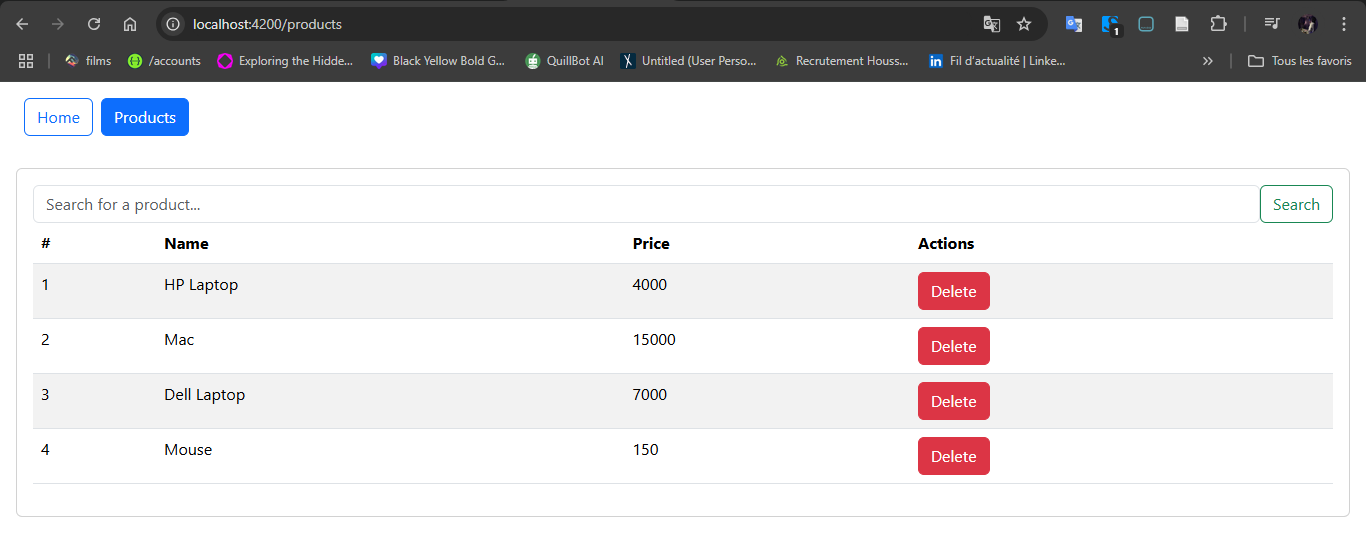 localhost:4200/products
1
films
/accounts
Exploring the Hidde...
Black Yellow Bold G...
QuillBot AI
Untitled (User Perso...
Recrutement Houss...
Fil d'actualité | Linke...
»
Tous les favoris
Home Products
Search for a product... Search
# Name Price Actions
1 HP Laptop 4000 Delete
2 Mac 15000 Delete
3 Dell Laptop 7000 Delete
4 Mouse 150 Delete